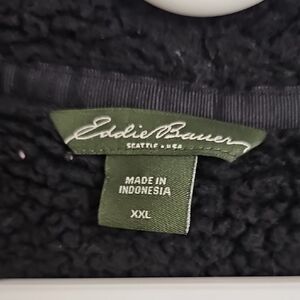 Eddie Bauer
SEATTLE • USA
MADE IN
INDONESIA
XXL